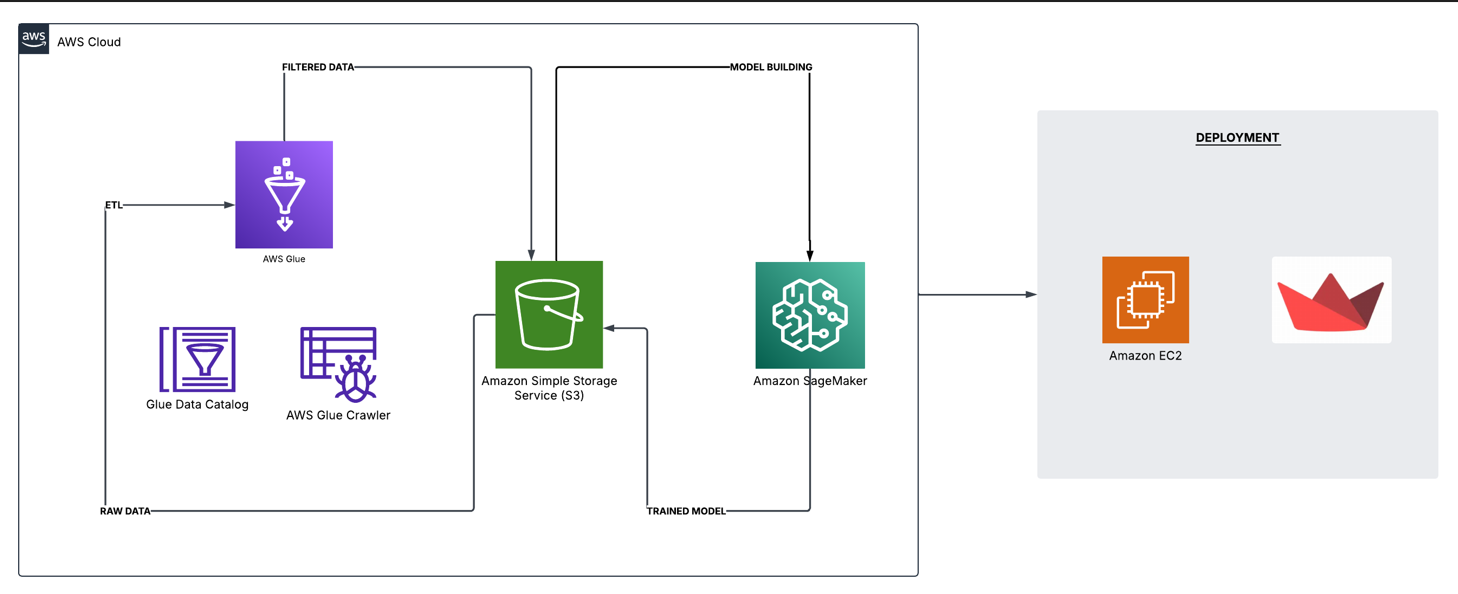 aws
AWS Cloud
FILTERED DATA
MODEL BUILDING
DEPLOYMENT
ETL
AWS Glue
Amazon EC2
Amazon Simple Storage
Service (S3)
Amazon SageMaker
Glue Data Catalog
AWS Glue Crawler
RAW DATA
TRAINED MODEL